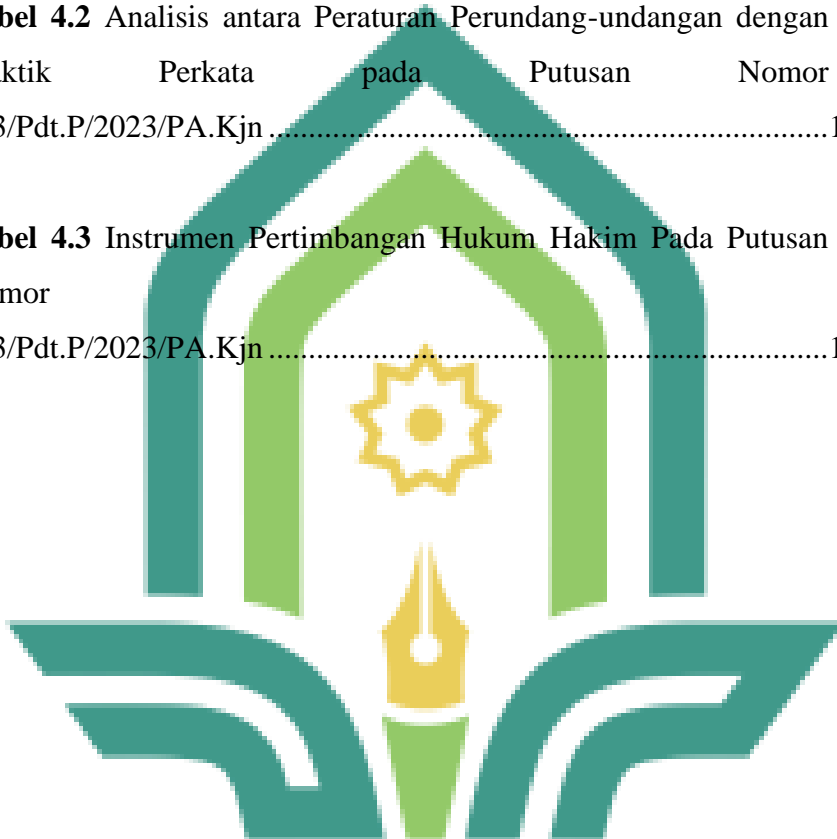 bel 4.2 Analisis antara Peraturan Perundang-undangan dengan
aktik Perkata pada Putusan Nomor
3/Pdt.P/2023/PA.Kjn ...............................................................................1
bel 4.3 Instrumen Pertimbangan Hukum Hakim Pada Putusan
mor
3/Pdt.P/2023/PA.Kjn ...............................................................................1